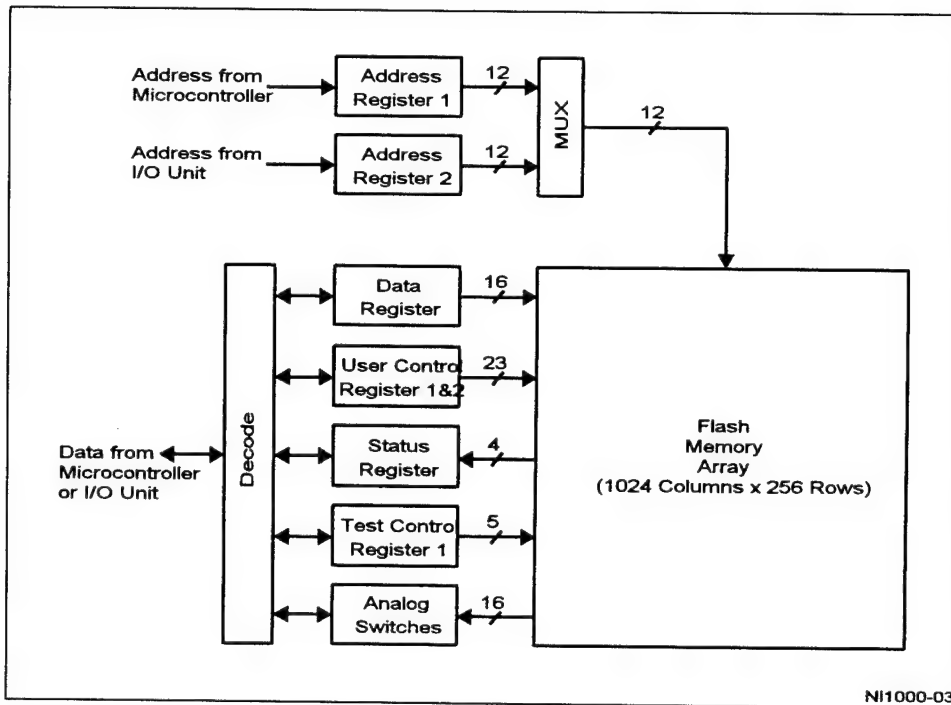 Address from
Microcontroller
Address
Register 1
12
MUX
12
Address from
I/O Unit
Address
Register 2
12
Data from
Microcontroller
or I/O Unit
Decode
Data
Register
16
User Control
Register 1&2
23
Status
Register
4
Test Control
Register 1
5
Analog
Switches
16
Flash
Memory
Array
(1024 Columns x 256 Rows)
NI1000-03